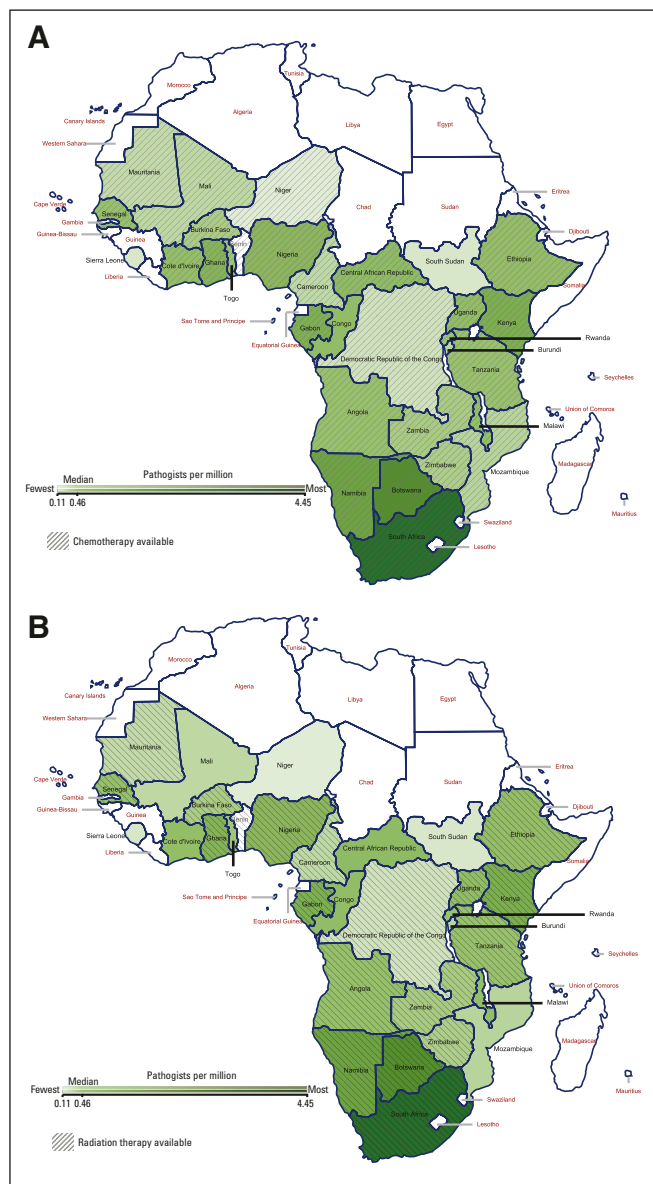 A
Morocco
Tunisia
Algeria
Canary Islands
Libya
Egypt
Western Sahara
Mauritania
Mali
Niger
Eritrea
Cape Verde
Senegal
Chad
Sudan
Gambia
Burkina Faso
Djibouti
Guinea-Bissau
Guinea
Benin
Nigeria
Ethiopia
Sierra Leone
Cote d'Ivoire
Ghana
Central African Republic
South Sudan
Liberia
Cameroon
Somalia
Togo
Uganda
Kenya
Sao Tome and Principe
Gabon
Congo
Rwanda
Equatorial Guinea
Burundi
Democratic Republic of the Congo
Tanzania
Seychelles
Angola
Union of Comoros
Zambia
Malawi
Zimbabwe
Mozambique
Madagascar
Median
Pathogists per million
Fewest
Most
0.11 0.46
4.45
Namibia
Botswana
Mauritius
Swaziland
South Africa
Lesotho
Chemotherapy available
B
Tunisia
Morocco
Algeria
Canary Islands
Libya
Egypt
Western Sahara
Mauritania
Mali
Niger
Eritrea
Cape Verde
Senegal
Chad
Sudan
Gambia
Burkina Faso
Djibouti
Guinea-Bissau
Guinea
Benin
Nigeria
Ethiopia
Sierra Leone
Cote d'Ivoire
Ghana
Central African Republic
South Sudan
Liberia
Cameroon
Somalia
Togo
Uganda
Kenya
Sao Tome and Principe
Gabon
Congo
Rwanda
Equatorial Guinea
Burundi
Democratic Republic of the Congo
Tanzania
Seychelles
Angola
Union of Comoros
Zambia
Malawi
Zimbabwe
Madagascar
Mozambique
Median
Pathogists per million
Fewest
Most
0.11 0.46
4.45
Namibia
Botswana
Mauritius
Swaziland
South Africa
Lesotho
Radiation therapy available